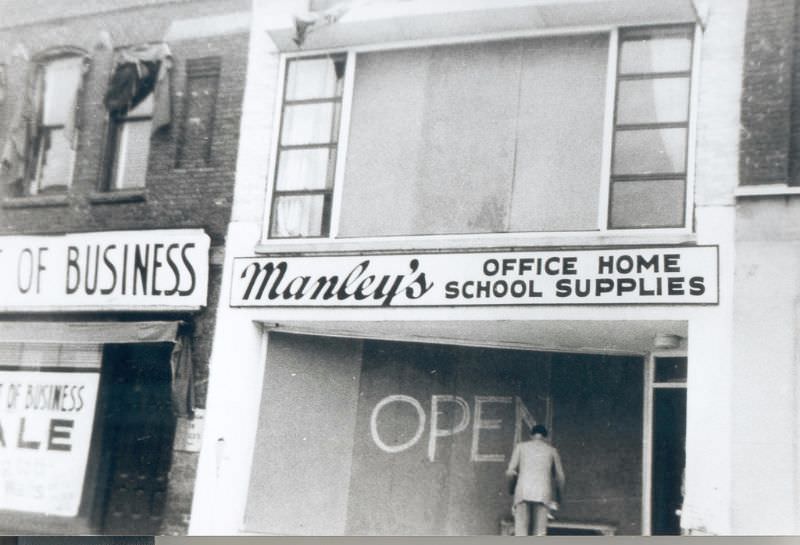 OF BUSINESS
OF BUSINESS
ALE
Manley's
OFFICE HOME
SCHOOL SUPPLIES
OPEN